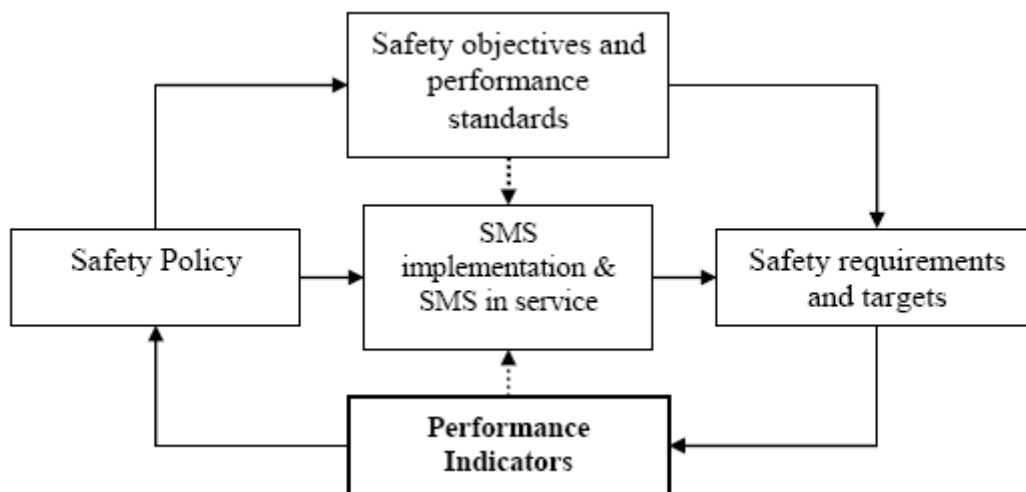 Safety objectives and
performance
standards
Safety Policy
SMS
implementation &
SMS in service
Safety requirements
and targets
Performance
Indicators